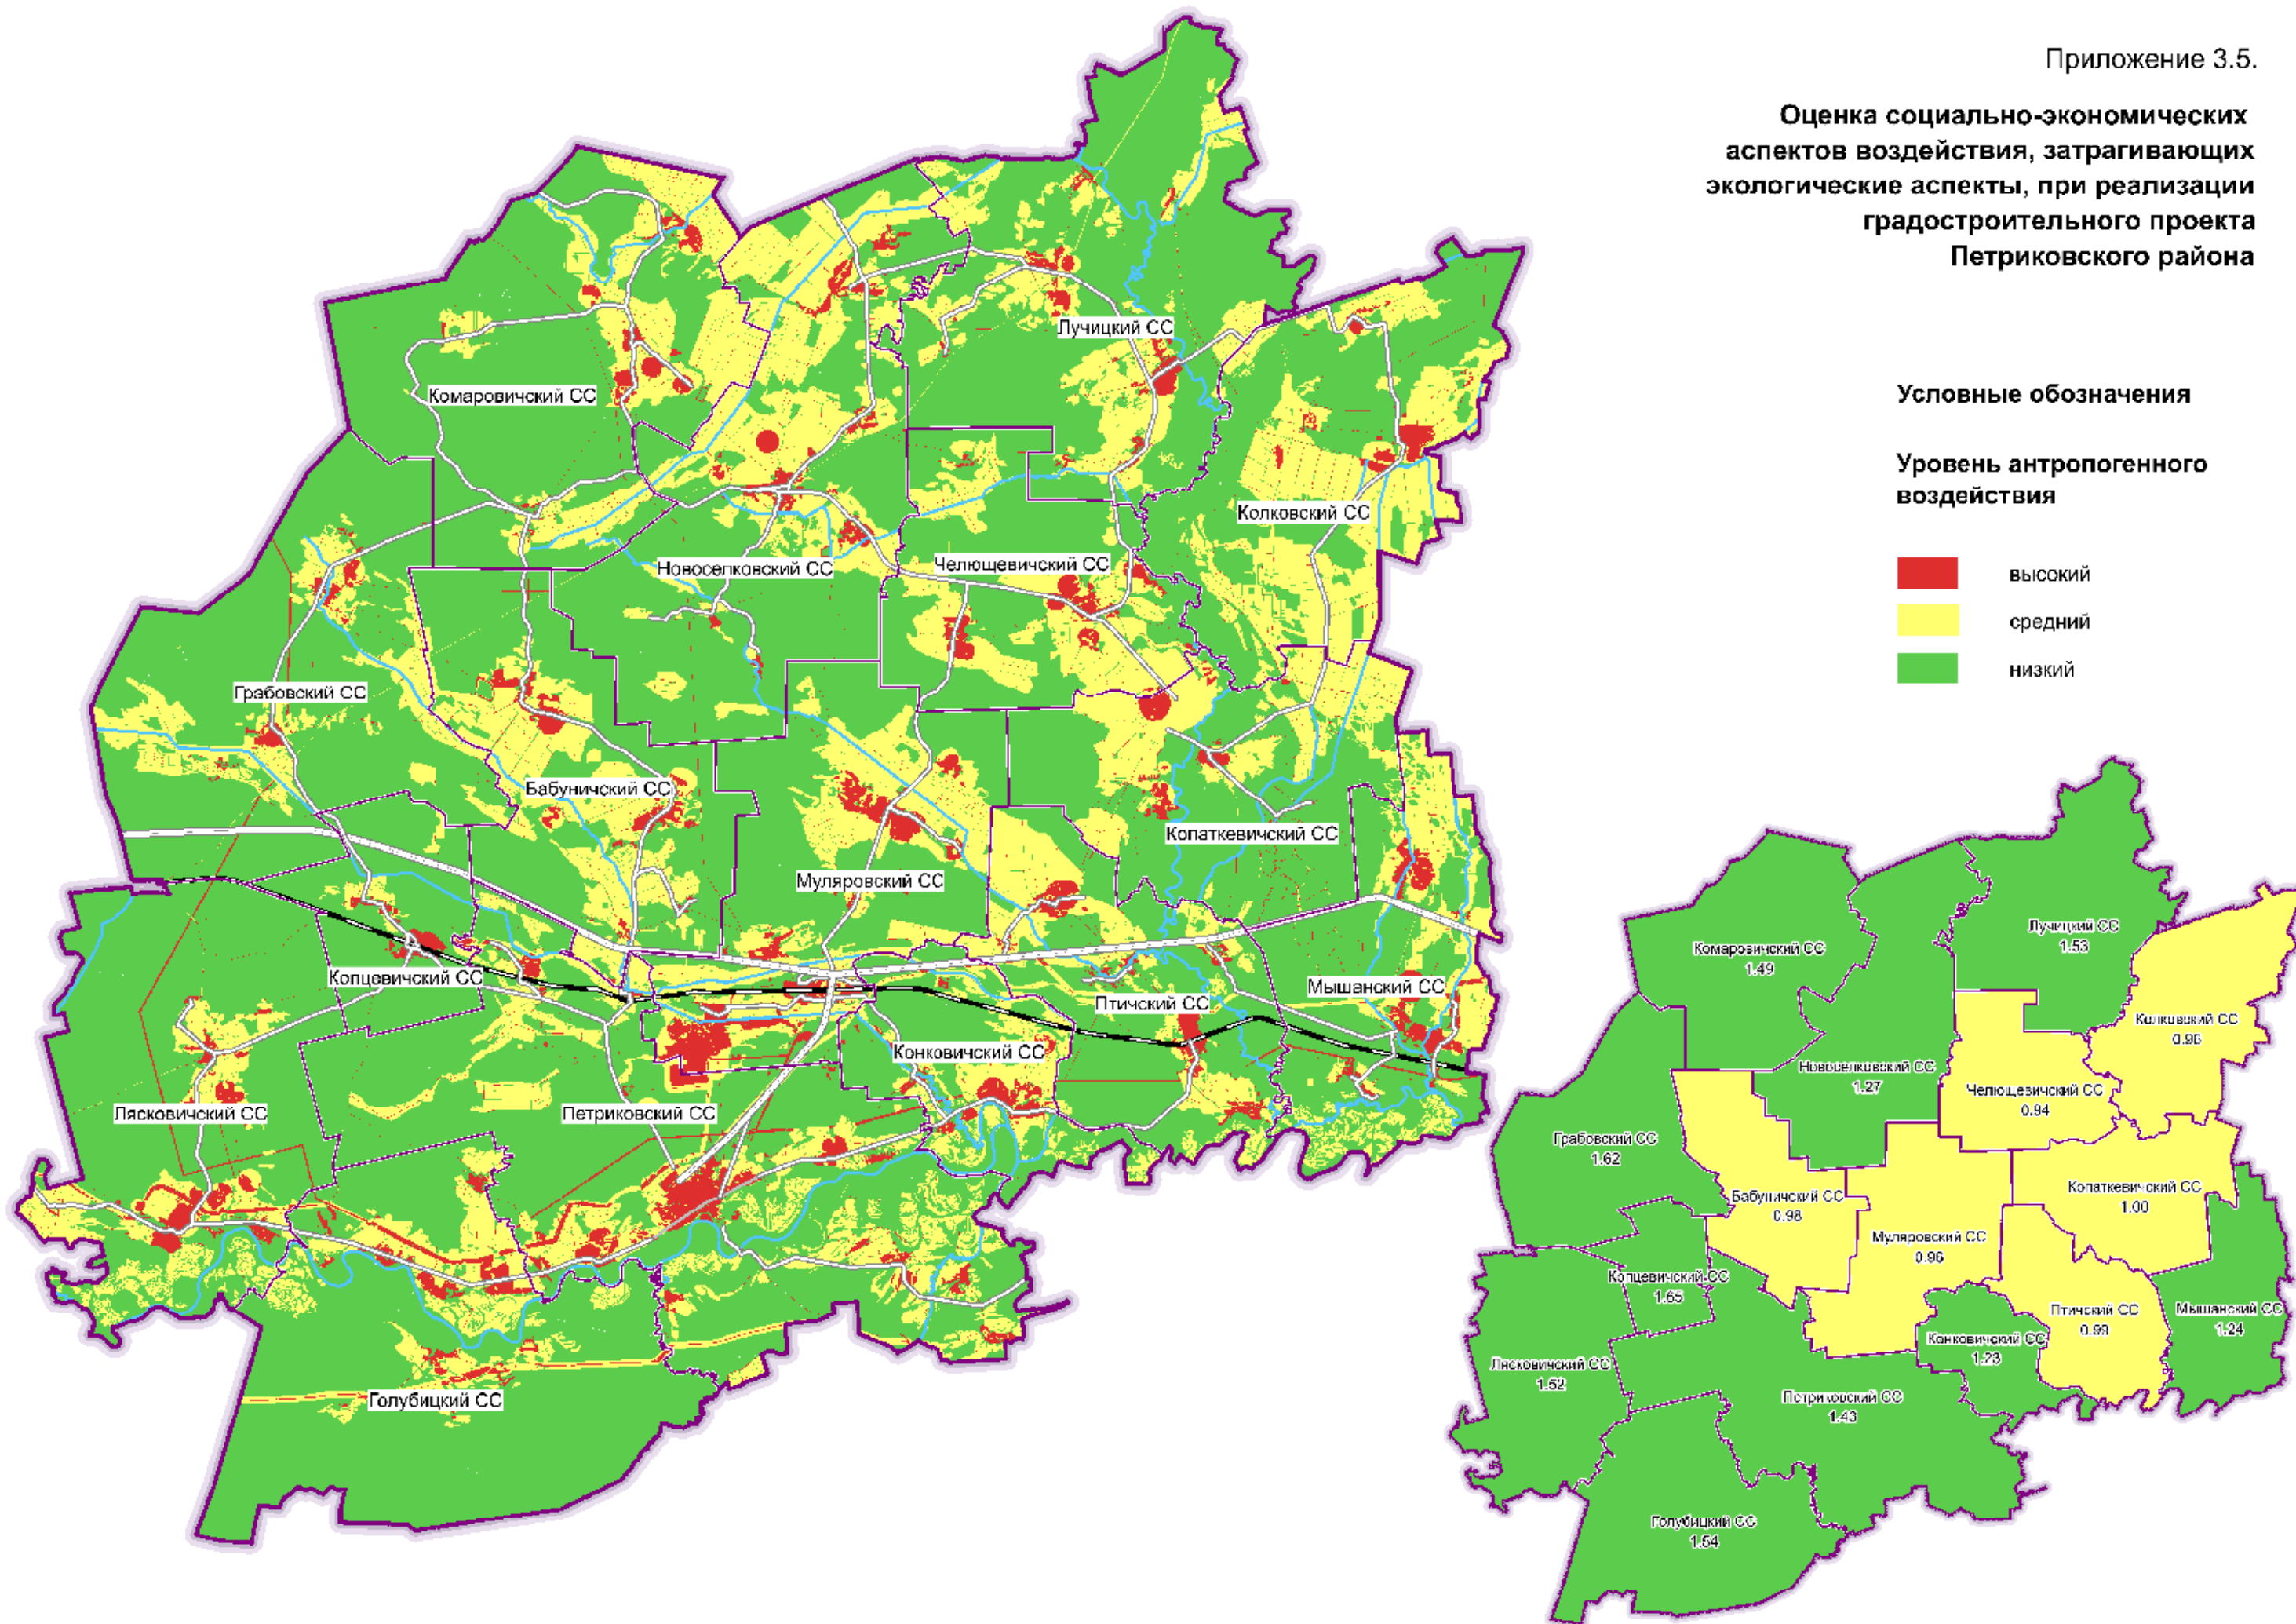 Приложение 3.5.
Оценка социально-экономических
аспектов воздействия, затрагивающих
экологические аспекты, при реализации
градостроительного проекта
Петриковского района
Условные обозначения
Уровень антропогенного
воздействия
высокий
средний
низкий
Лучицкий СС
Комаровичский СС
Колковский СС
Новоселковский СС
Челющевичский СС
Грабовский СС
Бабуничский СС
Копаткевичский СС
Муляровский СС
Копцевичский СС
Птичский СС
Мышанский СС
Конковичский СС
Лясковичский СС
Петриковский СС
Голубицкий СС
Лучицкий СС
1.53
Комаровичский СС
1.49
Колковский СС
0.96
Новоселковский СС
1.27
Челющевичский СС
0.94
Грабовский СС
1.62
Бабуничский СС
0.98
Копаткевичский СС
1.00
Муляровский СС
0.96
Копцевичский СС
1.65
Птичский СС
0.99
Мышанский СС
1.24
Конковичский СС
1.23
Лясковичский СС
1.52
Петриковский СС
1.43
Голубицкий СС
1.54